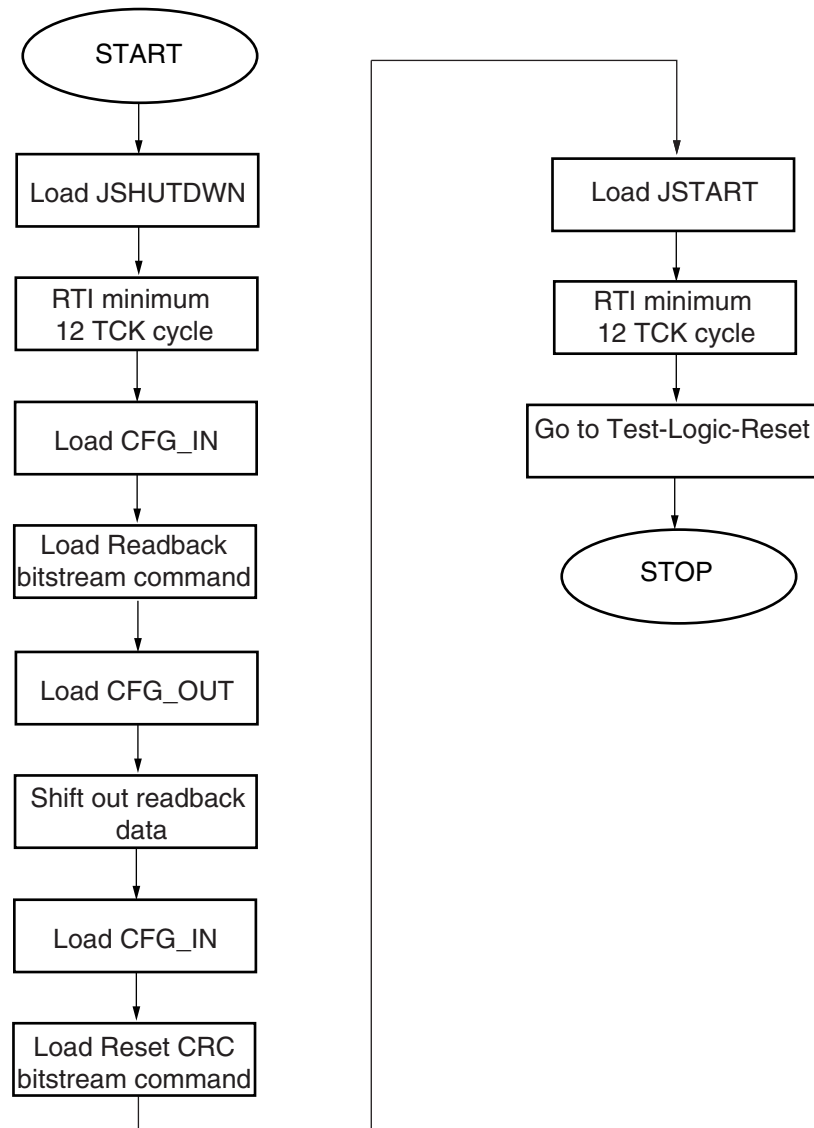 START
Load JSHUTDWN
RTI minimum
12 TCK cycle
Load CFG_IN
Load Readback
bitstream command
Load CFG_OUT
Shift out readback
data
Load CFG_IN
Load Reset CRC
bitstream command
Load JSTART
RTI minimum
12 TCK cycle
Go to Test-Logic-Reset
STOP